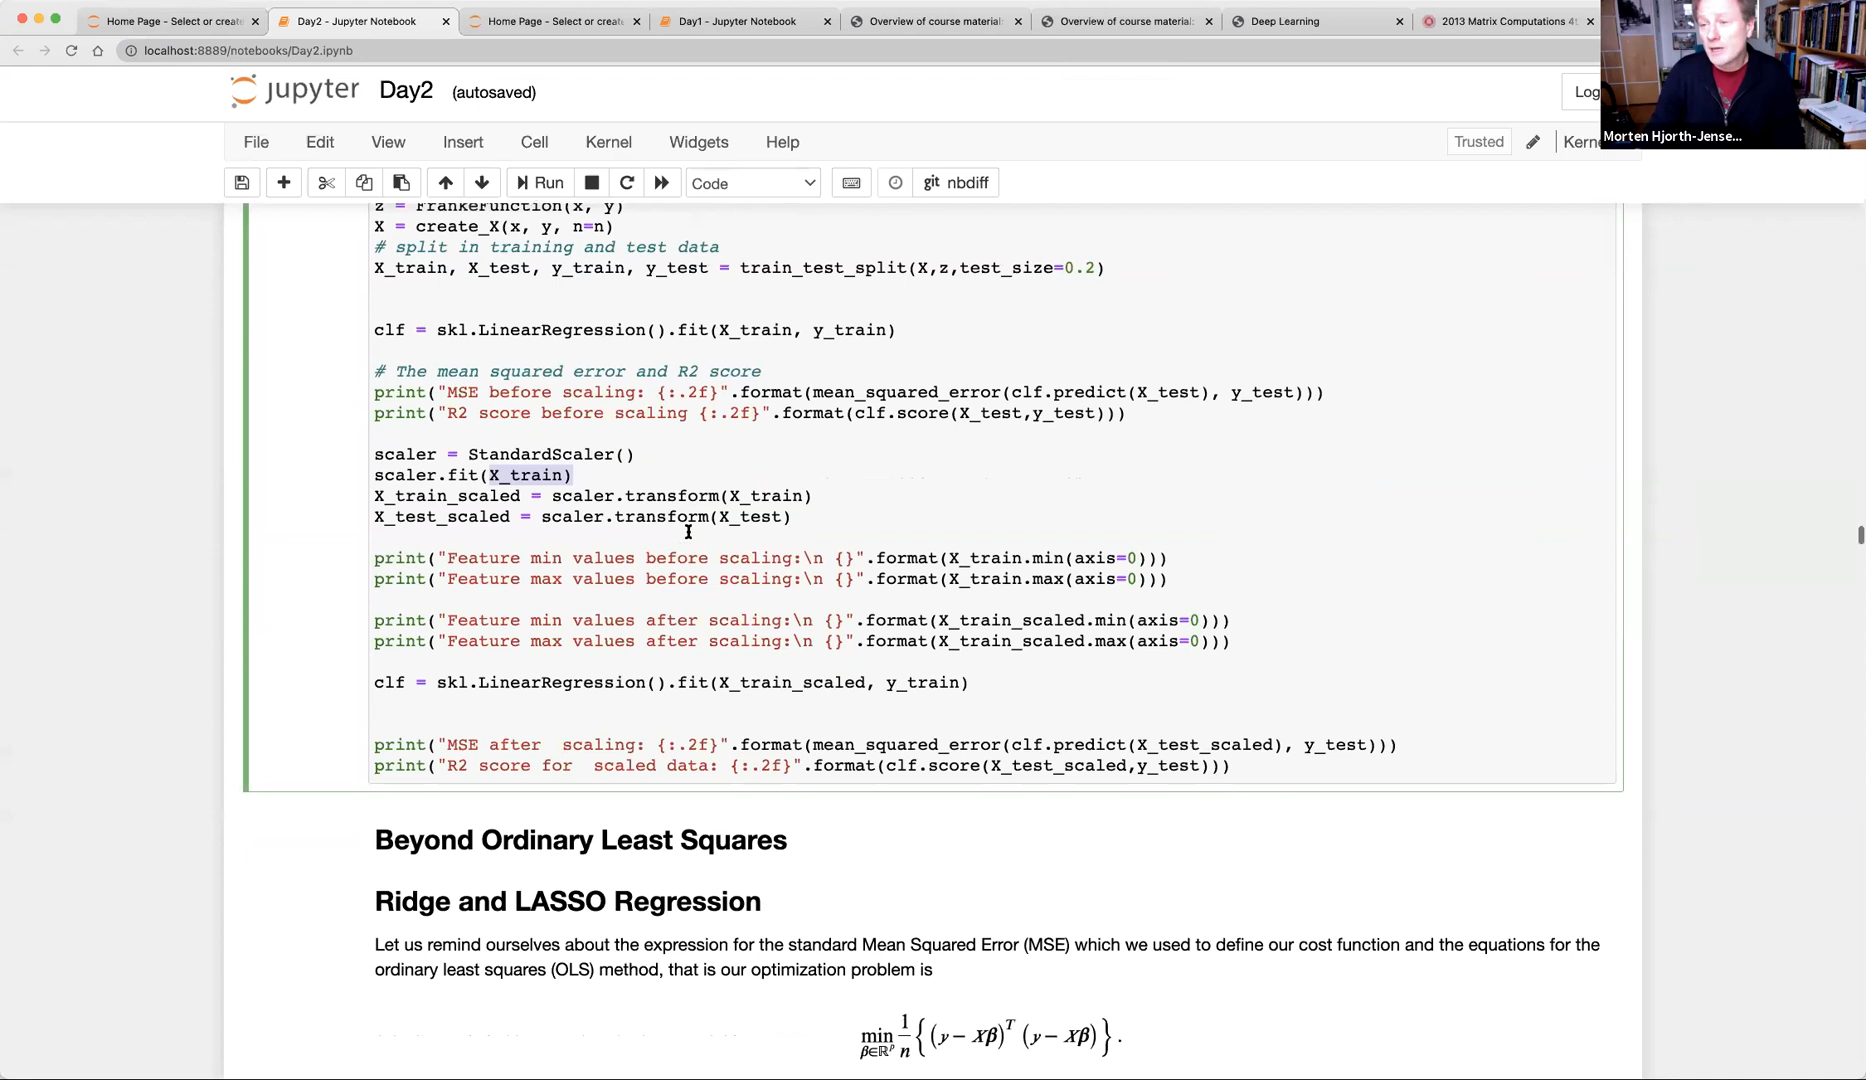 Home Page - Select or create
Day2 - Jupyter Notebook
Home Page - Select or create
Day1 - Jupyter Notebook
Overview of course material:
Overview of course material:
Deep Learning
2013 Matrix Computations 4t
localhost:8889/notebooks/Day2.ipynb
jupyter Day2 (autosaved)
Log
Morten Hjorth-Jense...
File Edit View Insert Cell Kernel Widgets Help
Trusted
Kerne
Run
Code
git nbdiff
z = FrankeFunction(x, y)
X = create_X(x, y, n=n)
# split in training and test data
X_train, X_test, y_train, y_test = train_test_split(X,z,test_size=0.2)
clf = skl.LinearRegression().fit(X_train, y_train)
# The mean squared error and R2 score
print("MSE before scaling: {:.2f}".format(mean_squared_error(clf.predict(X_test), y_test)))
print("R2 score before scaling {:.2f}".format(clf.score(X_test,y_test)))
scaler = StandardScaler()
scaler.fit(X_train)
X_train_scaled = scaler.transform(X_train)
X_test_scaled = scaler.transform(X_test)
print("Feature min values before scaling:\n {}".format(X_train.min(axis=0)))
print("Feature max values before scaling:\n {}".format(X_train.max(axis=0)))
print("Feature min values after scaling:\n {}".format(X_train_scaled.min(axis=0)))
print("Feature max values after scaling:\n {}".format(X_train_scaled.max(axis=0)))
clf = skl.LinearRegression().fit(X_train_scaled, y_train)
print("MSE after  scaling: {:.2f}".format(mean_squared_error(clf.predict(X_test_scaled), y_test)))
print("R2 score for  scaled data: {:.2f}".format(clf.score(X_test_scaled,y_test)))
Beyond Ordinary Least Squares
Ridge and LASSO Regression
Let us remind ourselves about the expression for the standard Mean Squared Error (MSE) which we used to define our cost function and the equations for the
ordinary least squares (OLS) method, that is our optimization problem is
min β∈ℝᵖ 1/n {(y − Xβ)ᵀ (y − Xβ)}.